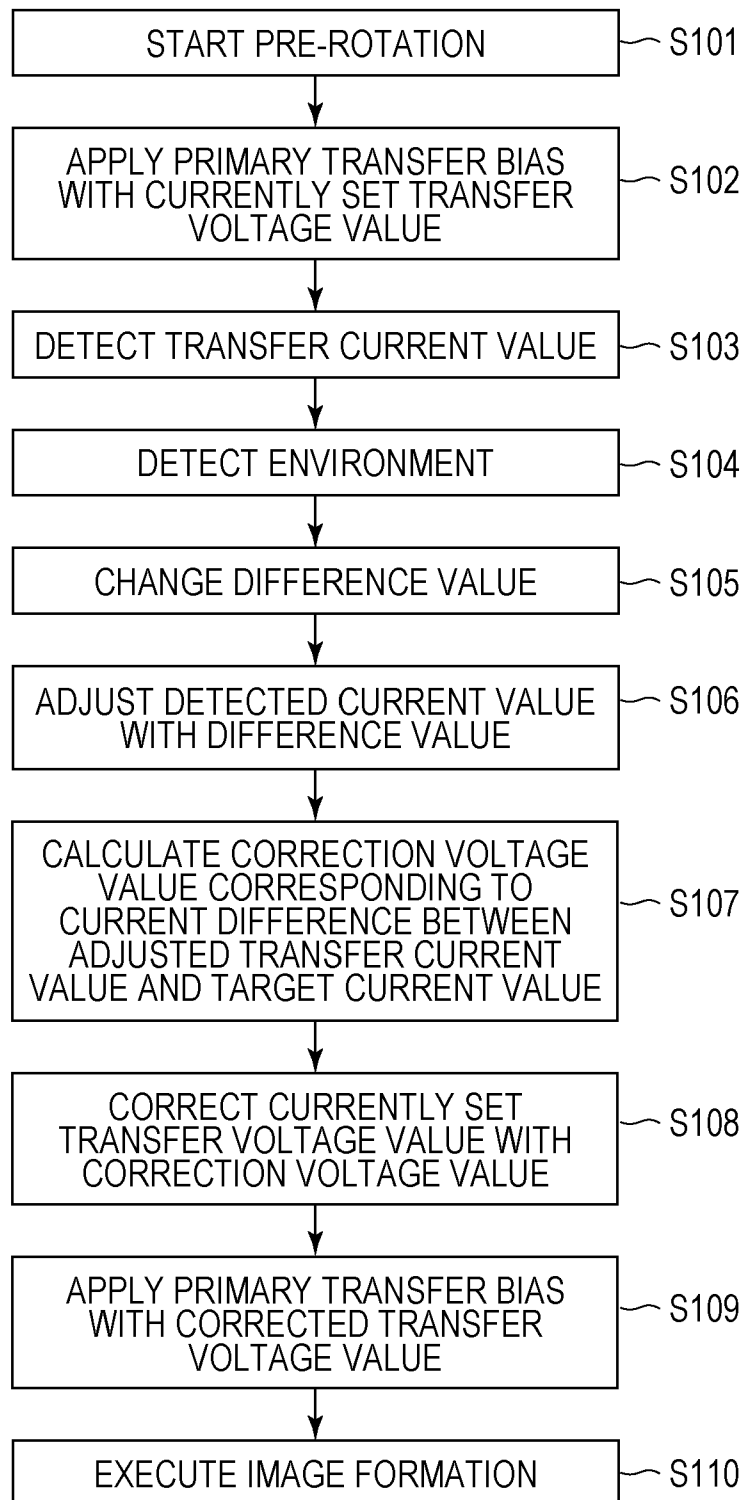 START PRE-ROTATION
S101
APPLY PRIMARY TRANSFER BIAS
WITH CURRENTLY SET TRANSFER
VOLTAGE VALUE
S102
DETECT TRANSFER CURRENT VALUE
S103
DETECT ENVIRONMENT
S104
CHANGE DIFFERENCE VALUE
S105
ADJUST DETECTED CURRENT VALUE
WITH DIFFERENCE VALUE
S106
CALCULATE CORRECTION VOLTAGE
VALUE CORRESPONDING TO
CURRENT DIFFERENCE BETWEEN
ADJUSTED TRANSFER CURRENT
VALUE AND TARGET CURRENT VALUE
S107
CORRECT CURRENTLY SET
TRANSFER VOLTAGE VALUE WITH
CORRECTION VOLTAGE VALUE
S108
APPLY PRIMARY TRANSFER BIAS
WITH CORRECTED TRANSFER
VOLTAGE VALUE
S109
EXECUTE IMAGE FORMATION
S110